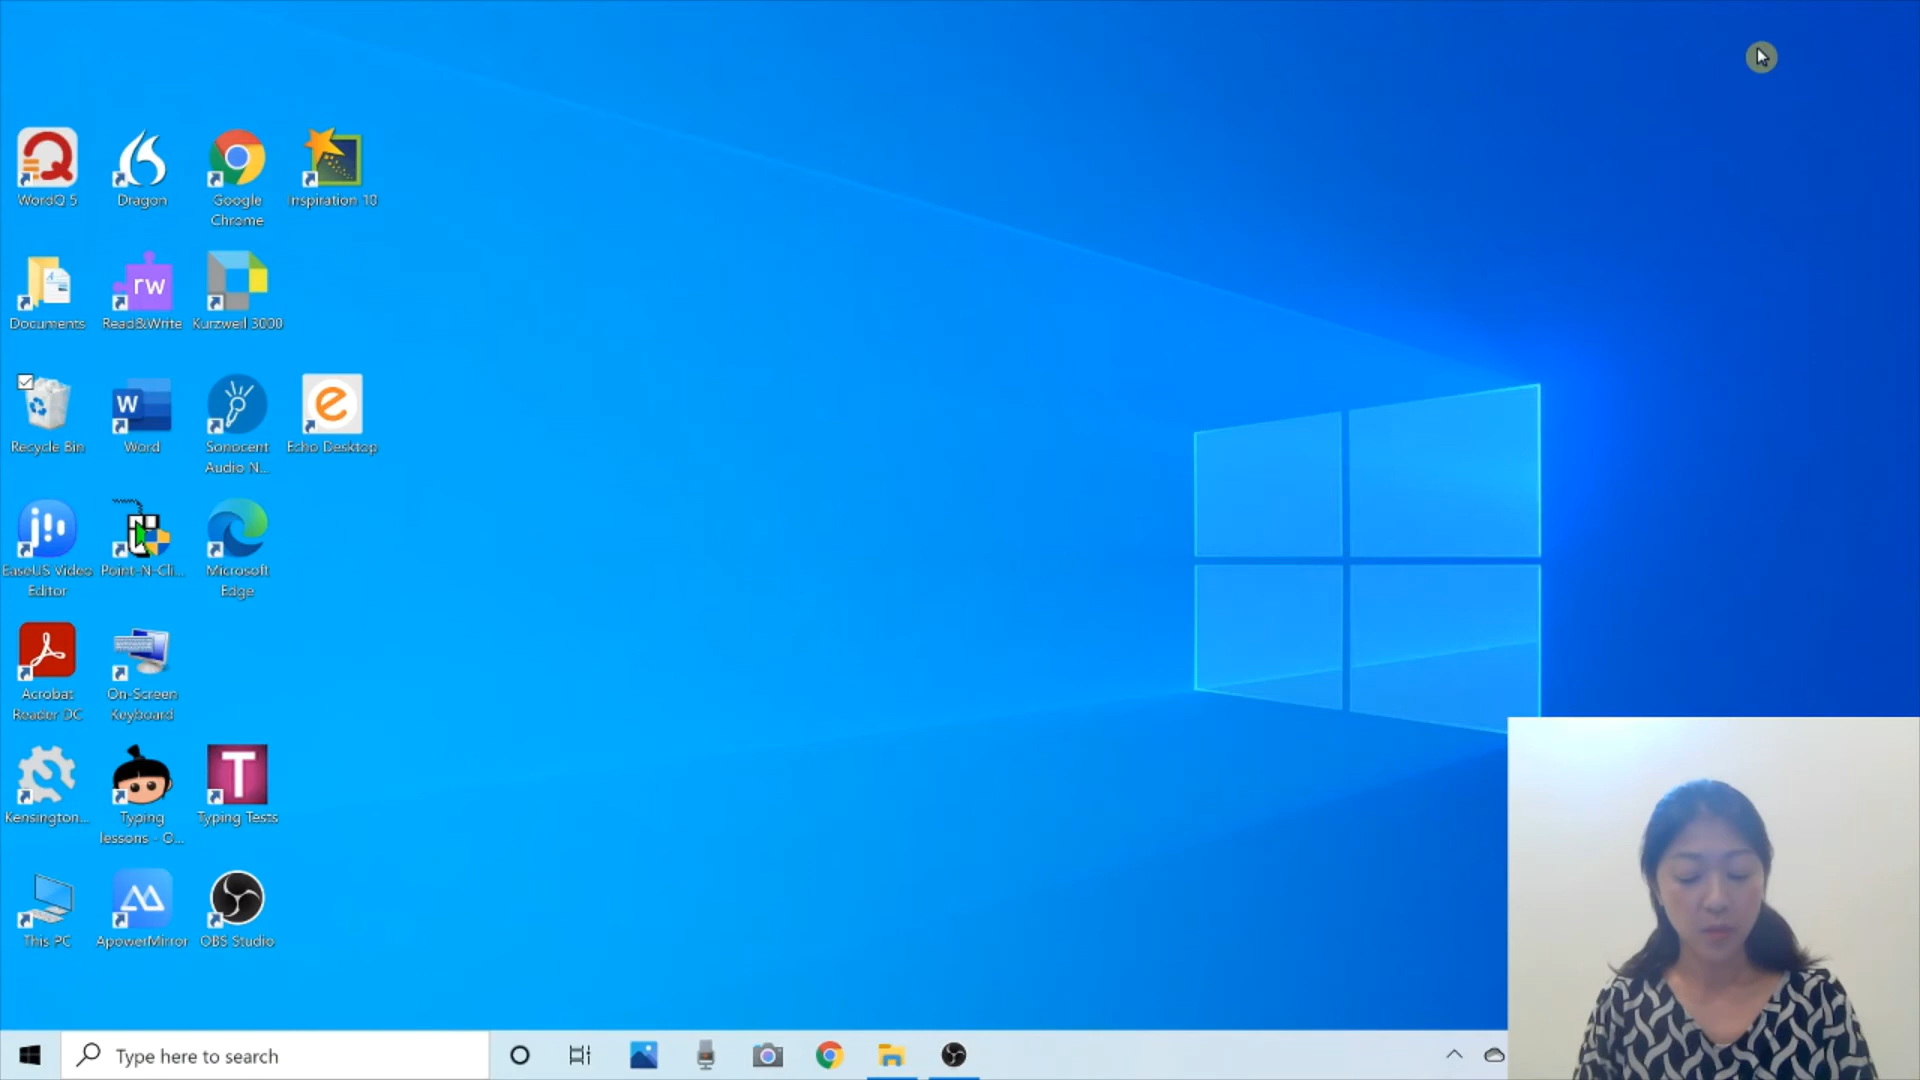 WordQ 5
Dragon
Google
Chrome
Inspiration 10
Documents
rw
Read&Write
Kurzweil 3000
Recycle Bin
W
Word
Sonocent
Audio N...
Echo Desktop
EaseUS Video
Editor
Point-N-Cli...
Microsoft
Edge
Acrobat
Reader DC
On-Screen
Keyboard
Kensington...
Typing
lessons - O...
T
Typing Tests
This PC
ApowerMirror
OBS Studio
Type here to search